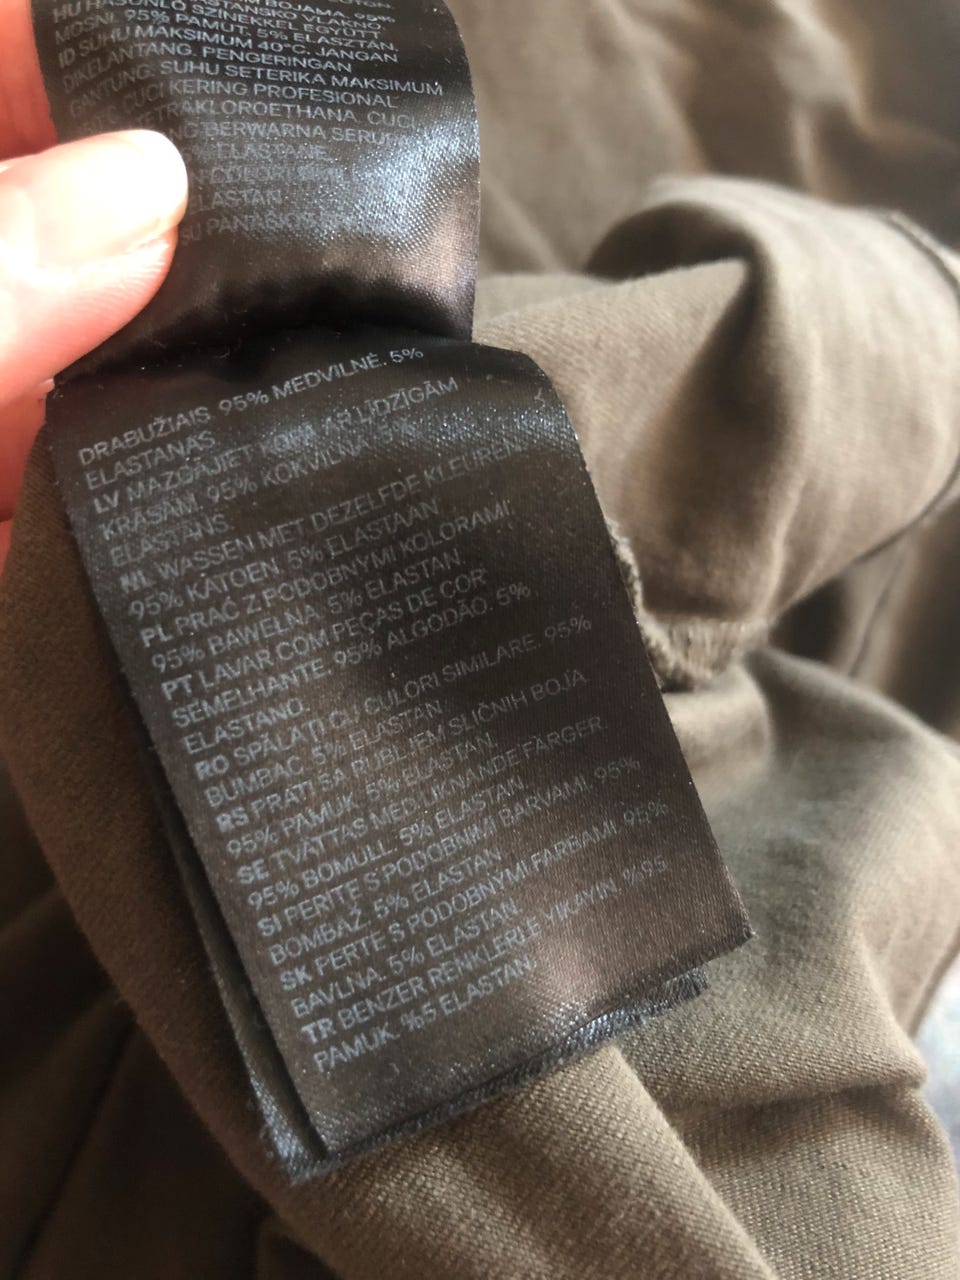 BOJAM. 95%
ELASTANSKO VLAKNO
HU HASONLÓ SZÍNEKKEL EGYÜTT
MOSNI. 95% PAMUT. 5% ELASZTÁN.
ID SUHU MAKSIMUM 40°C. JANGAN
DIKELANTANG. PENGERINGAN
GANTUNG. SUHU SETERIKA MAKSIMUM
CUCI KERING PROFESIONAL
TETRAKLOROETHANA. CUCI
BERWARNA SERUPA
% ELASTANE.
COLORI
ELASTAN
DRABUŽIAIS. 95% MEDVILNĖ. 5%
ELASTANAS
LV MAZGĀJIET KOPĀ AR LĪDZĪGĀM
KRĀSĀM. 95% KOKVILNA. 5%
ELASTĀNS.
NL WASSEN MET DEZELFDE KLEUREN.
95% KATOEN. 5% ELASTAAN.
PL PRAĆ Z PODOBNYMI KOLORAMI.
95% BAWEŁNA. 5% ELASTAN.
PT LAVAR COM PEÇAS DE COR
SEMELHANTE. 95% ALGODÃO. 5%
ELASTANO.
RO SPĂLAȚI CU CULORI SIMILARE. 95%
BUMBAC. 5% ELASTAN.
RS PRATI SA RUBLJEM SLIČNIH BOJA
95% PAMUK. 5% ELASTAN.
SE TVÄTTAS MED LIKNANDE FÄRGER.
95% BOMULL. 5% ELASTAN.
SI PERITE S PODOBNIMI BARVAMI. 95%
BOMBAŽ. 5% ELASTAN.
SK PERTE S PODOBNÝMI FARBAMI. 95%
BAVLNA. 5% ELASTAN.
TR BENZER RENKLERLE YIKAYIN. %95
PAMUK. %5 ELASTAN.